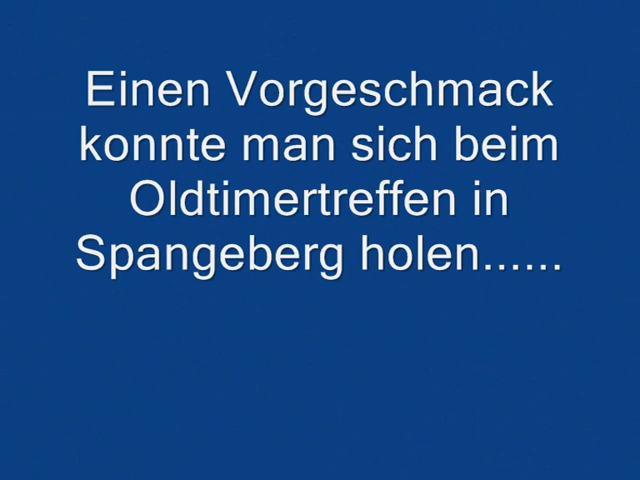 Einen Vorgeschmack
konnte man sich beim
Oldtimertreffen in
Spangeberg holen......